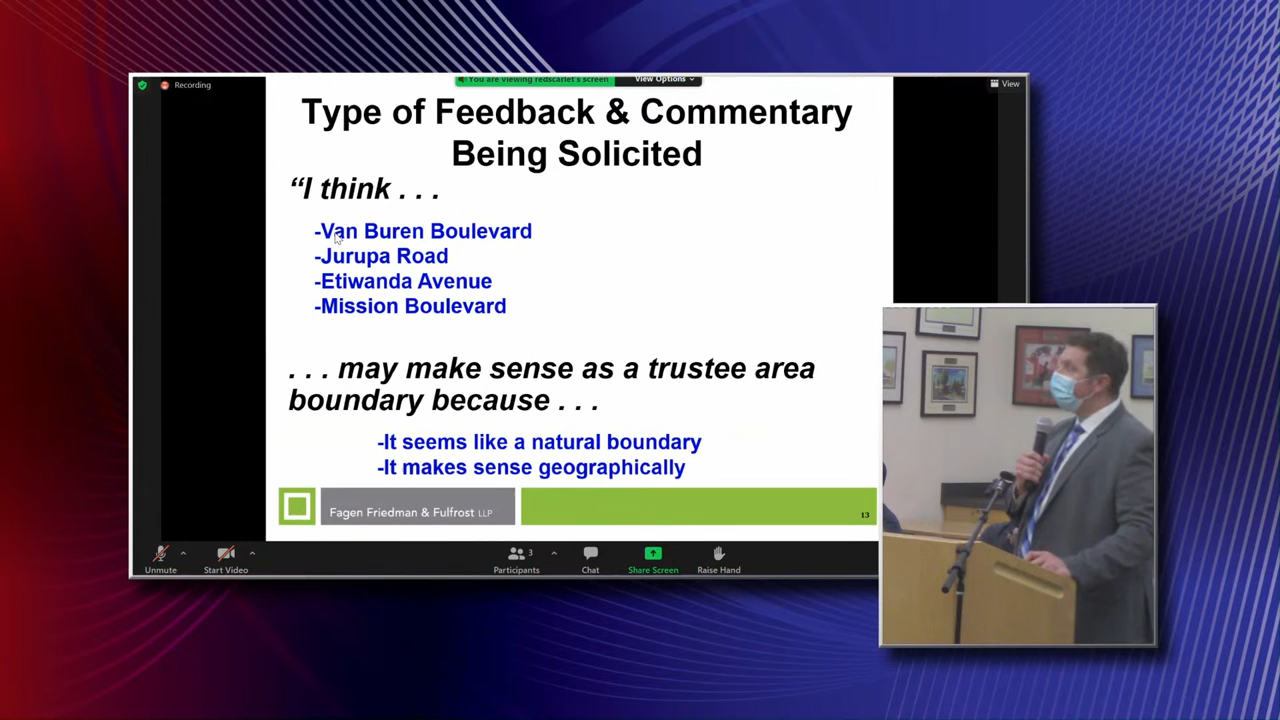 You are viewing redscarlet's screen
View Options
Recording
View
Type of Feedback & Commentary
Being Solicited
“I think . . .
-Van Buren Boulevard
-Jurupa Road
-Etiwanda Avenue
-Mission Boulevard
. . . may make sense as a trustee area
boundary because . . .
-It seems like a natural boundary
-It makes sense geographically
Fagen Friedman & Fulfrost LLP
13
Unmute
Start Video
3
Participants
Chat
Share Screen
Raise Hand